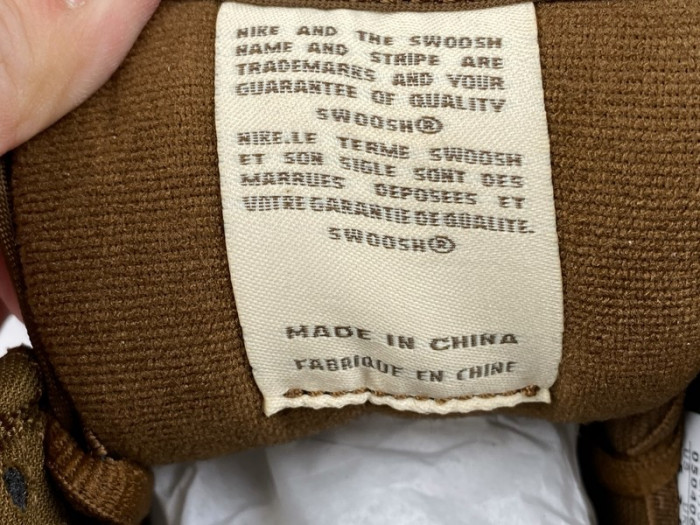 NIKE AND THE SWOOSH
NAME AND STRIPE ARE
TRADEMARKS AND YOUR
GUARANTEE OF QUALITY
SWOOSH®
NIKE.LE TERME SWOOSH
ET SON SIGLE SONT DES
MARRUES DEPOSEES ET
VOTRE GARANTIE DE QUALITE.
SWOOSH®
MADE IN CHINA
FABRIQUE EN CHINE